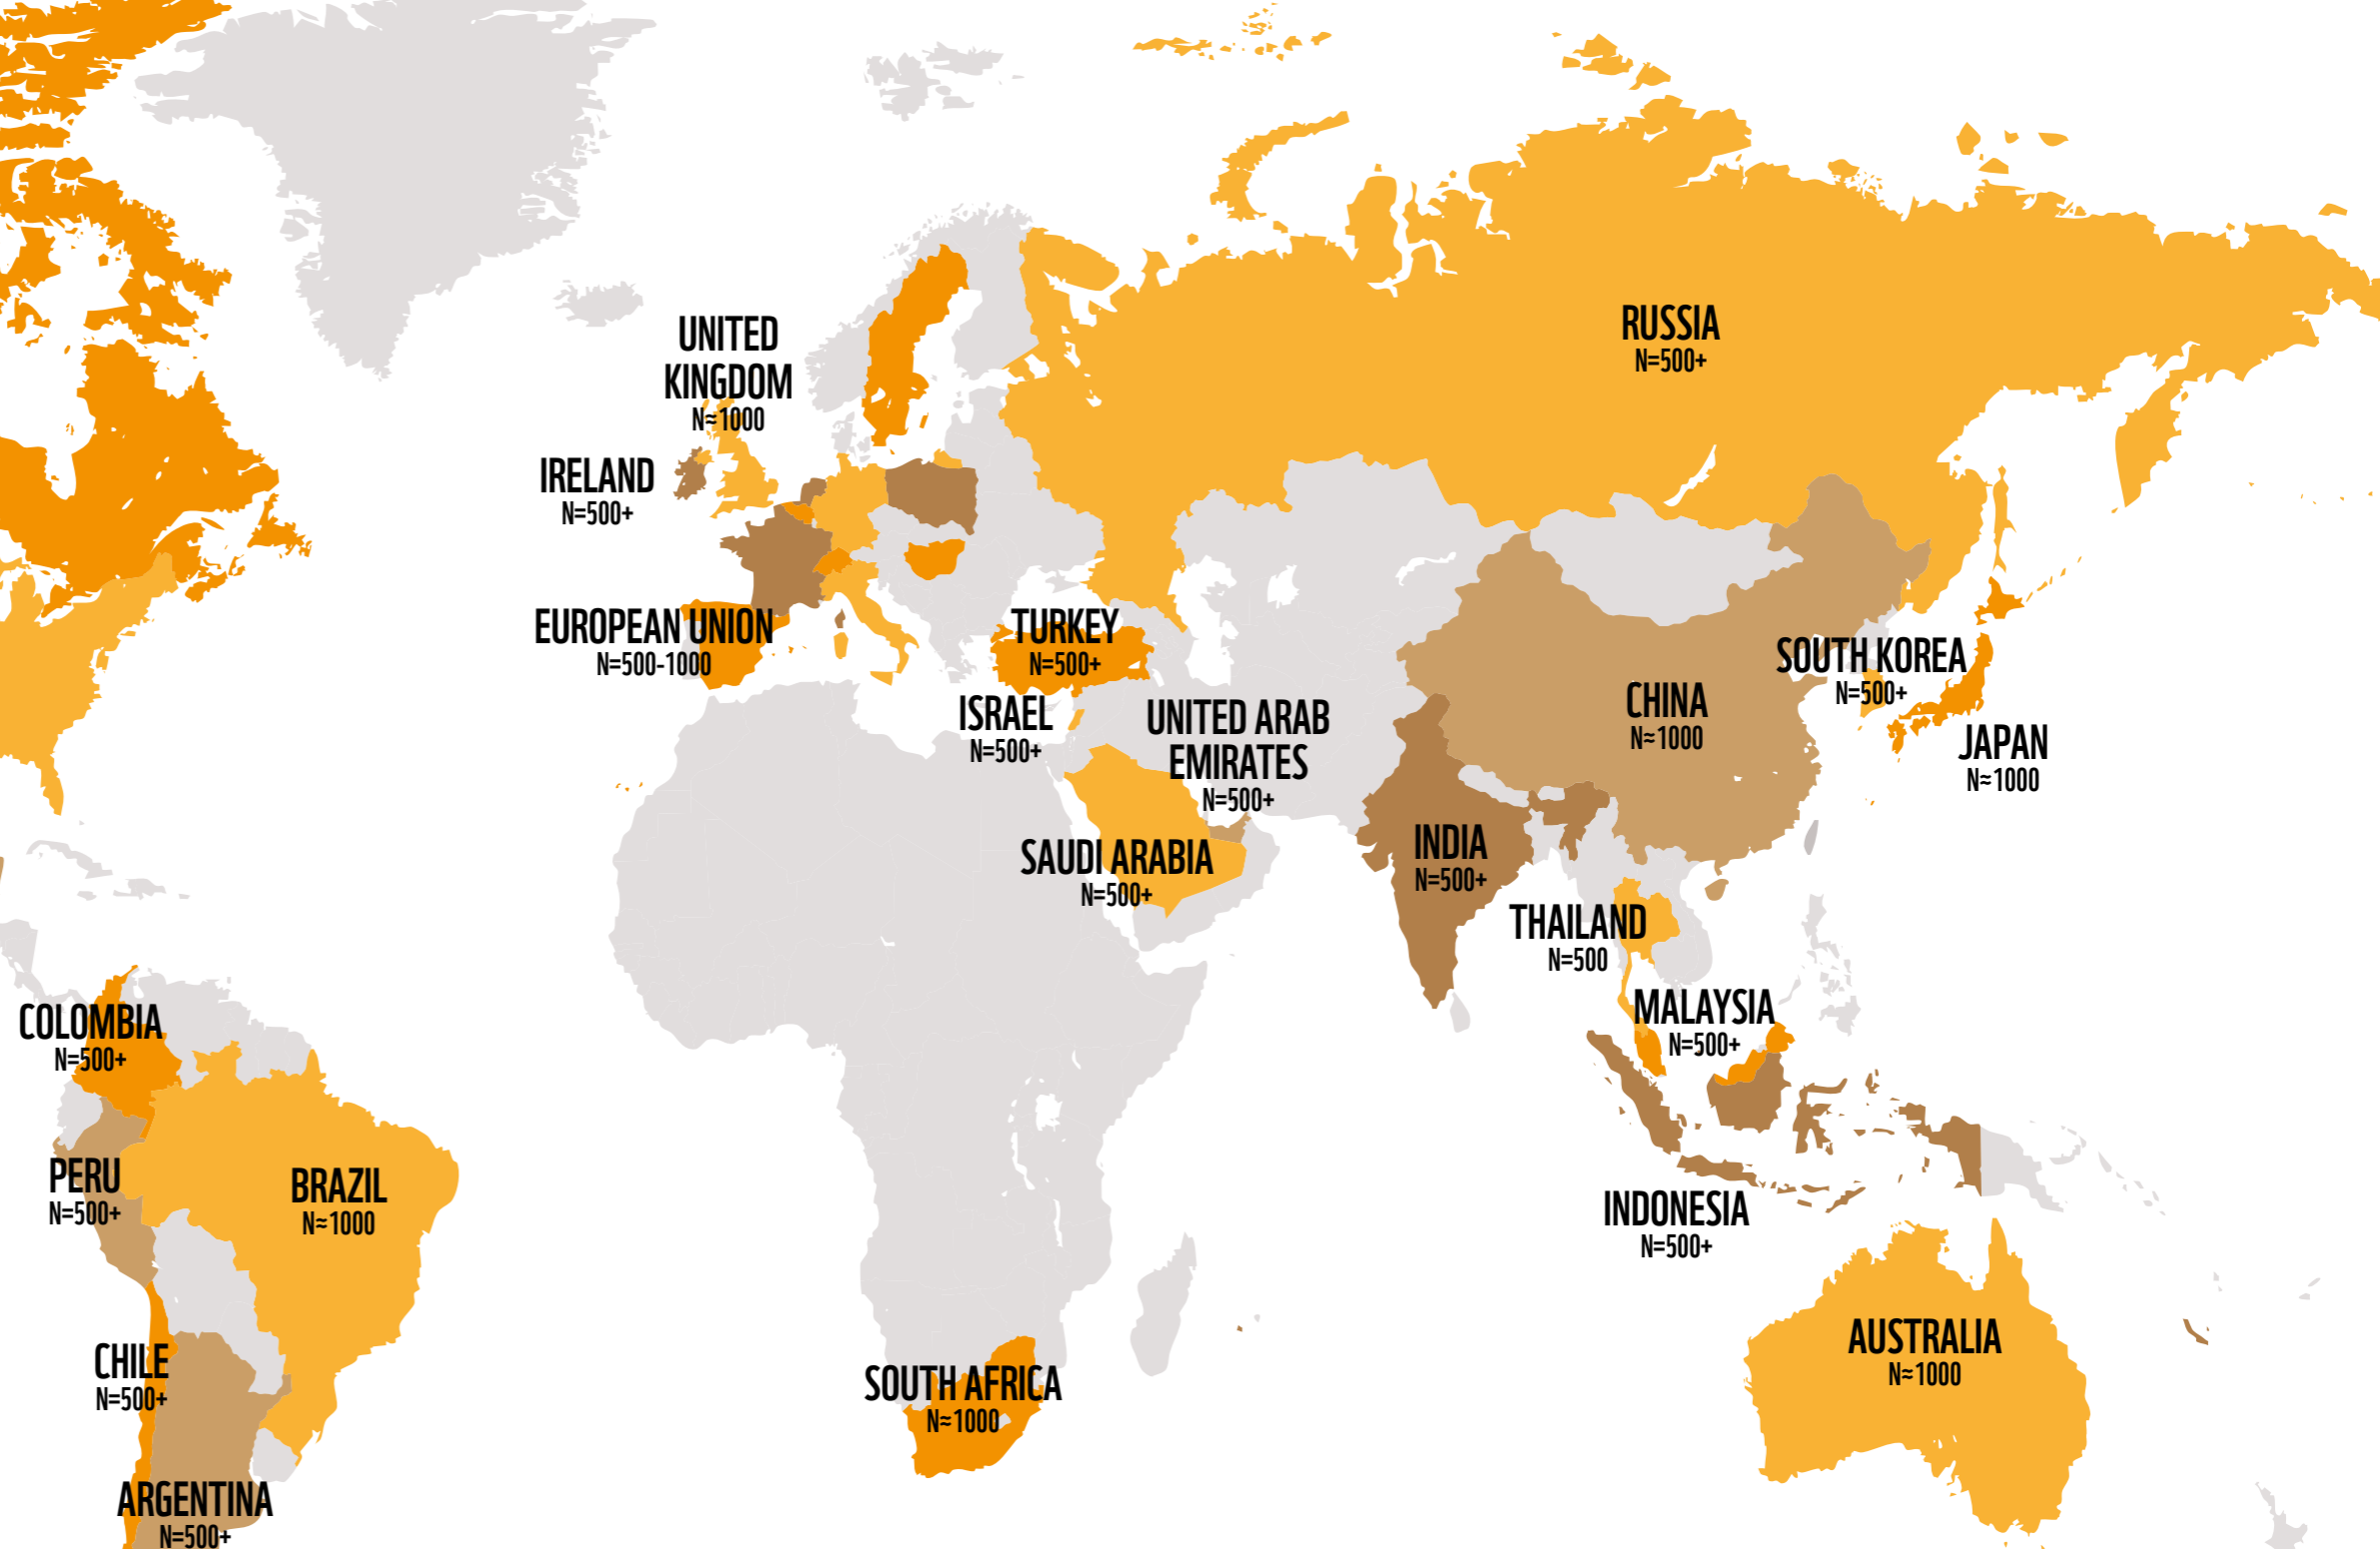 RUSSIA
N=500+
UNITED
KINGDOM
N≈1000
IRELAND
N=500+
EUROPEAN UNION
N=500-1000
TURKEY
N=500+
SOUTH KOREA
N=500+
ISRAEL
N=500+
UNITED ARAB
EMIRATES
N=500+
CHINA
N≈1000
JAPAN
N≈1000
SAUDI ARABIA
N=500+
INDIA
N=500+
THAILAND
N=500
MALAYSIA
N=500+
COLOMBIA
N=500+
PERU
N=500+
BRAZIL
N≈1000
INDONESIA
N=500+
CHILE
N=500+
SOUTH AFRICA
N≈1000
AUSTRALIA
N≈1000
ARGENTINA
N=500+